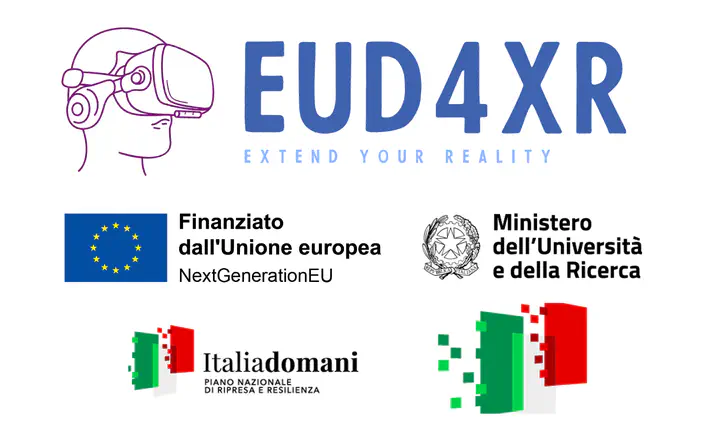 EUD4XR
EXTEND YOUR REALITY
Finanziato
dall'Unione europea
NextGenerationEU
Ministero
dell'Università
e della Ricerca
Italiadomani
PIANO NAZIONALE
DI RIPRESA E RESILIENZA